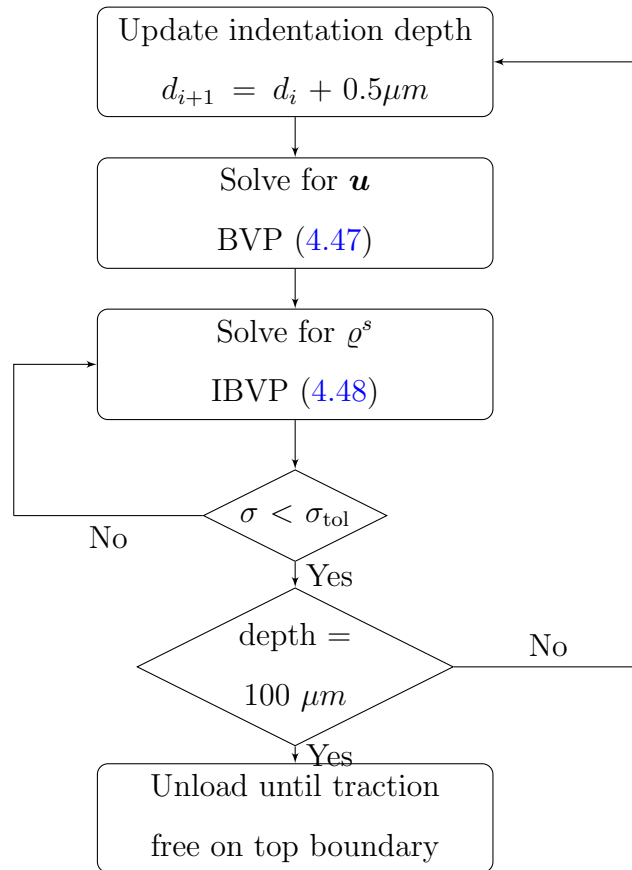 Update indentation depth
d_{i+1} = d_i + 0.5μm
Solve for u
BVP (4.47)
Solve for ϱ^s
IBVP (4.48)
σ < σ_tol
No
Yes
depth =
No
100 μm
Yes
Unload until traction
free on top boundary